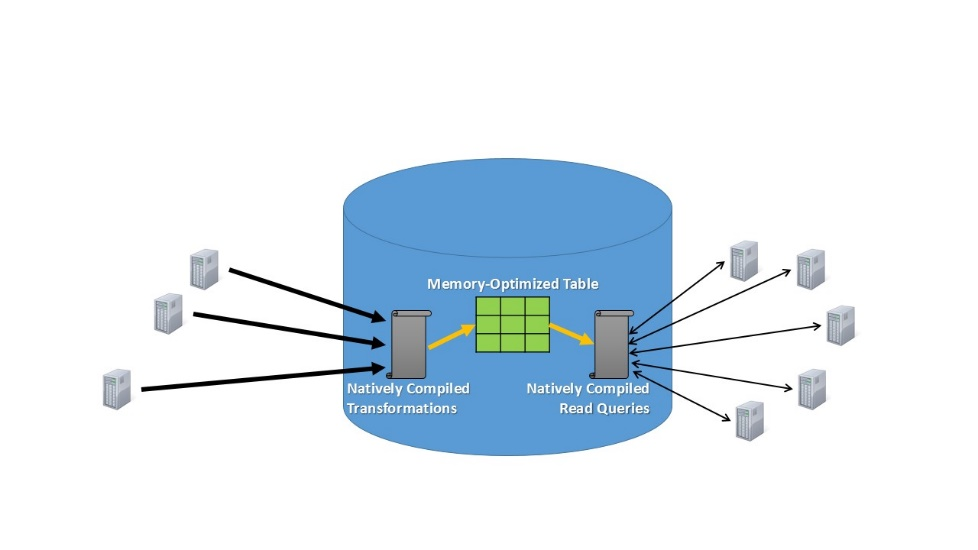 Memory-Optimized Table
Natively Compiled
Transformations
Natively Compiled
Read Queries